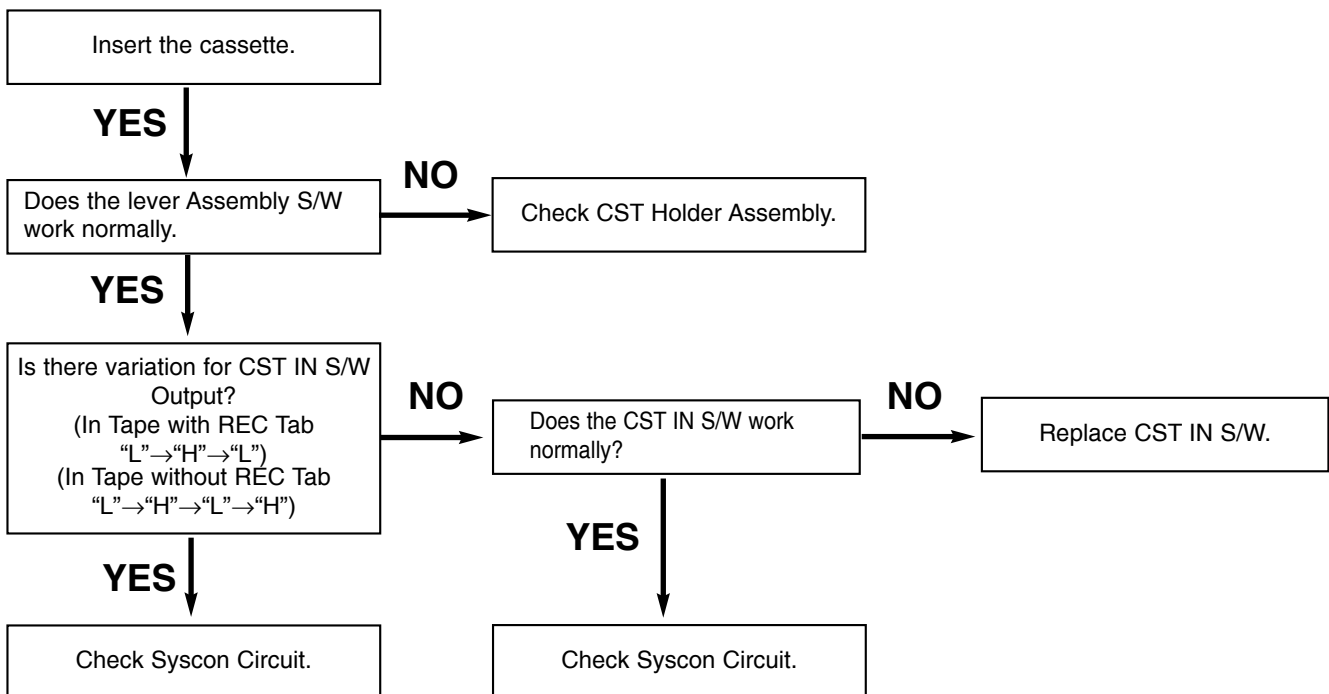 Insert the cassette.
YES
Does the lever Assembly S/W
work normally.
NO
Check CST Holder Assembly.
YES
Is there variation for CST IN S/W
Output?
(In Tape with REC Tab
“L”→“H”→“L”)
(In Tape without REC Tab
“L”→“H”→“L”→“H”)
NO
Does the CST IN S/W work
normally?
NO
Replace CST IN S/W.
YES
YES
Check Syscon Circuit.
Check Syscon Circuit.